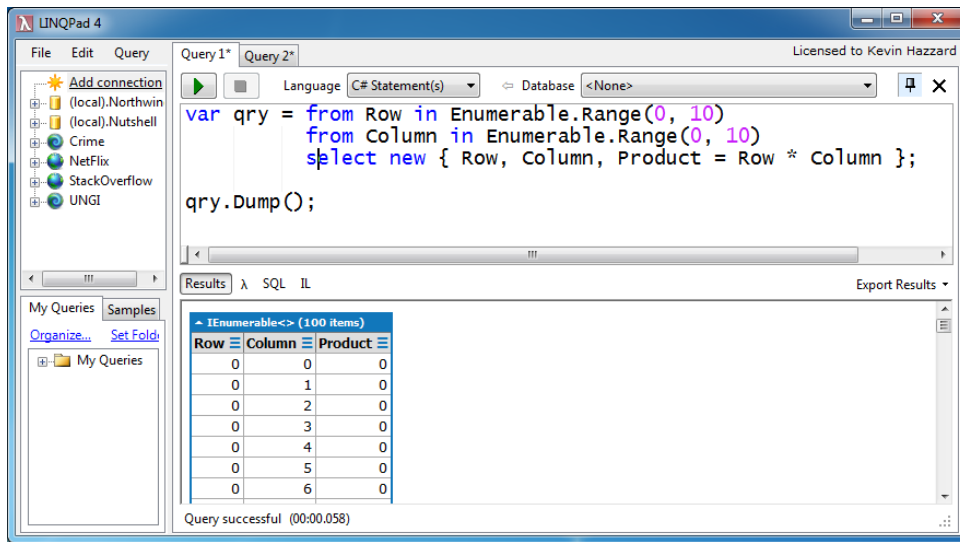 LINQPad 4
File Edit Query
Query 1* Query 2*
Licensed to Kevin Hazzard
Add connection
(local).Northwin
(local).Nutshell
Crime
NetFlix
StackOverflow
UNGI
Language C# Statement(s) Database <None>
var qry = from Row in Enumerable.Range(0, 10)
from Column in Enumerable.Range(0, 10)
select new { Row, Column, Product = Row * Column };
qry.Dump();
Results λ SQL IL Export Results
My Queries Samples
Organize... Set Fold
My Queries
IEnumerable<> (100 items)
Row Column Product
0 0 0
0 1 0
0 2 0
0 3 0
0 4 0
0 5 0
0 6 0
Query successful (00:00.058)